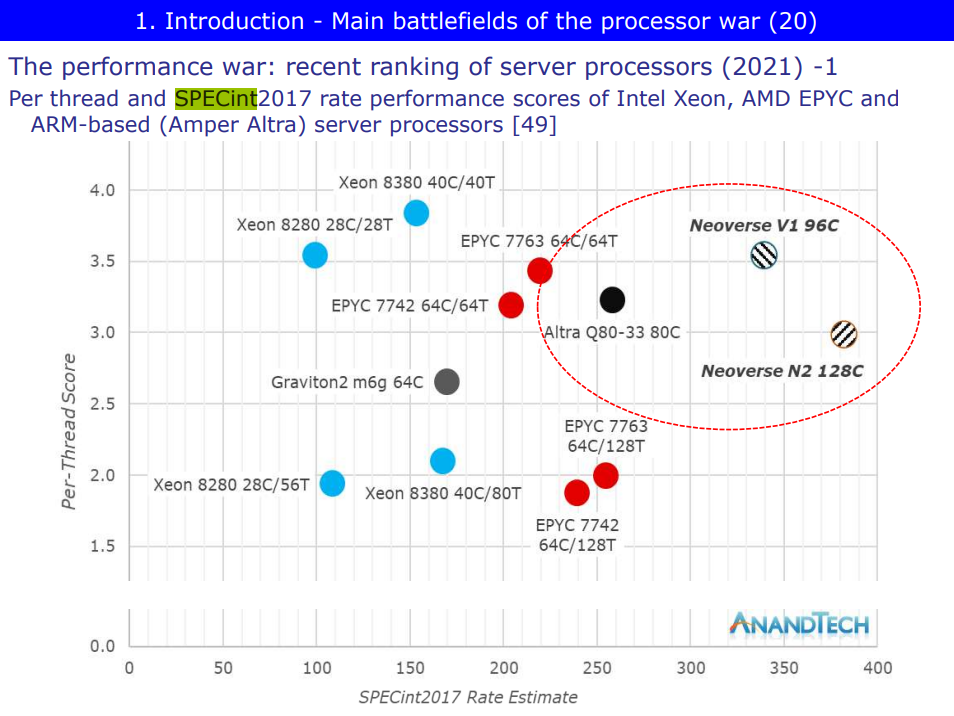 1. Introduction - Main battlefields of the processor war (20)
The performance war: recent ranking of server processors (2021) -1
Per thread and SPECint2017 rate performance scores of Intel Xeon, AMD EPYC and
ARM-based (Amper Altra) server processors [49]
4.0
Xeon 8380 40C/40T
Xeon 8280 28C/28T
Neoverse V1 96C
EPYC 7763 64C/64T
3.5
EPYC 7742 64C/64T
3.0
Altra Q80-33 80C
Neoverse N2 128C
Graviton2 m6g 64C
2.5
EPYC 7763
64C/128T
2.0
Xeon 8280 28C/56T
Xeon 8380 40C/80T
EPYC 7742
64C/128T
1.5
Per-Thread Score
ANANDTECH
0.0
0 50 100 150 200 250 300 350 400
SPECint2017 Rate Estimate